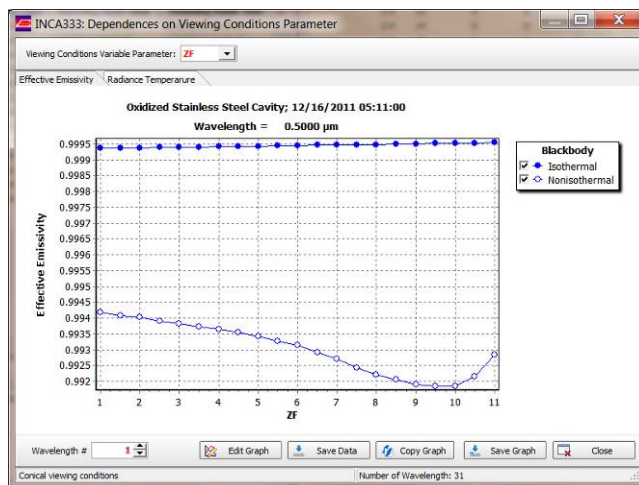 INCA333: Dependences on Viewing Conditions Parameter
Viewing Conditions Variable Parameter: ZF
Effective Emissivity Radiance Temperarure
Oxidized Stainless Steel Cavity; 12/16/2011 05:11:00
Wavelength = 0.5000 µm
Effective Emissivity
0.9995
0.999
0.9985
0.998
0.9975
0.997
0.9965
0.996
0.9955
0.995
0.9945
0.994
0.9935
0.993
0.9925
0.992
1 2 3 4 5 6 7 8 9 10 11
ZF
Blackbody
Isothermal
Nonisothermal
Wavelength # 1 Edit Graph Save Data Copy Graph Save Graph Close
Conical viewing conditions Number of Wavelength: 31